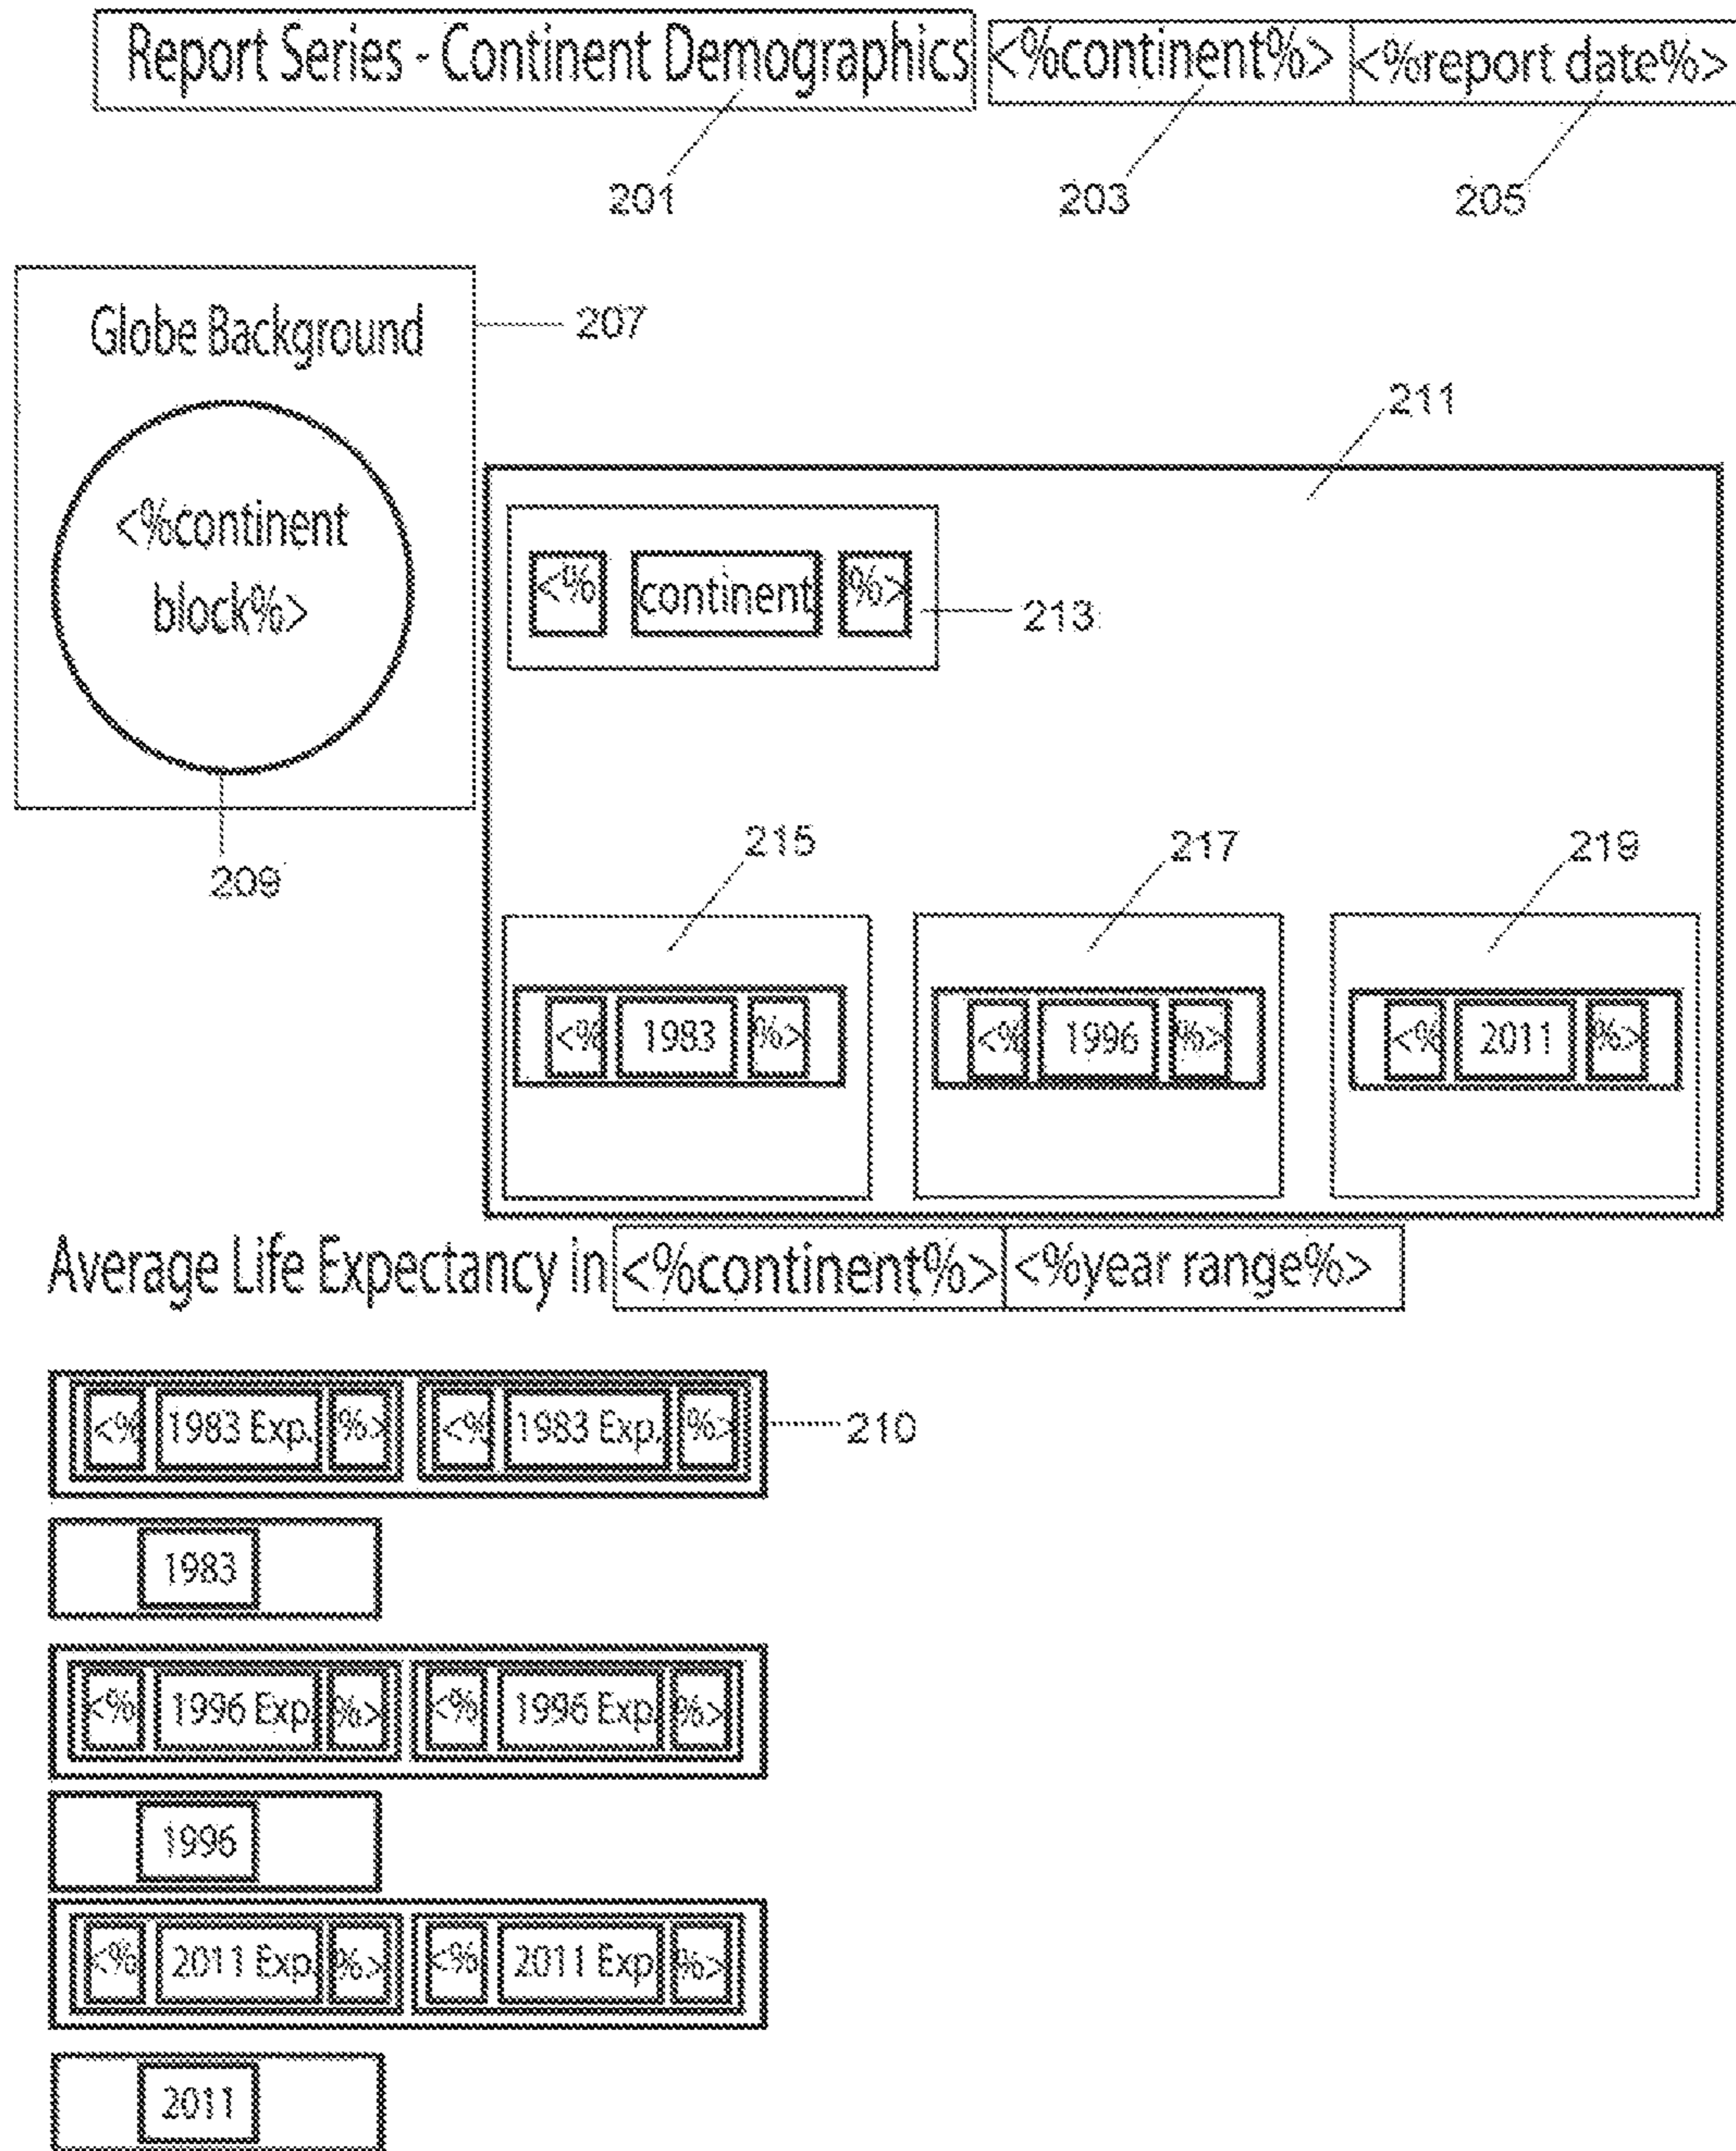 Report Series - Continent Demographics <%continent%> <%report date%>
201 203 205
Globe Background
207
211
<%continent
block%>
<% continent %>
213
209
215 217 219
<% 1983 %> <% 1996 %> <% 2011 %>
Average Life Expectancy in <%continent%> <%year range%>
<% 1983 Exp. %> <% 1983 Exp. %>
210
1983
<% 1996 Exp. %> <% 1996 Exp. %>
1996
<% 2011 Exp. %> <% 2011 Exp %>
2011